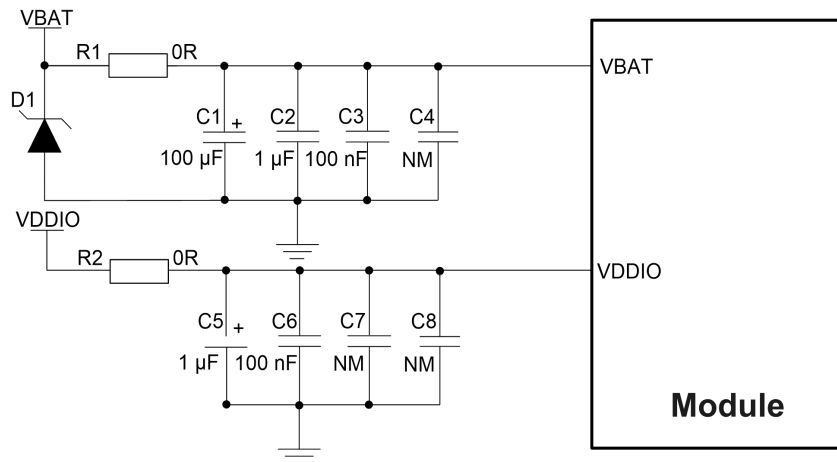 VBAT
R1 0R
VBAT
D1
C1 + C2 C3 C4
100 µF 1 µF 100 nF NM
VDDIO
R2 0R
VDDIO
C5 + C6 C7 C8
1 µF 100 nF NM NM
Module